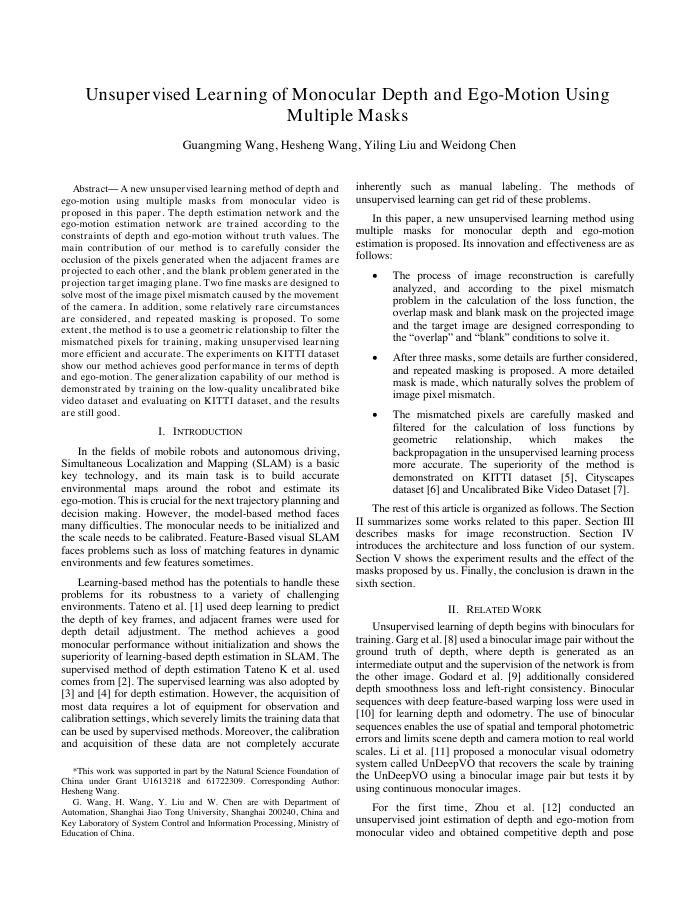 Unsupervised Learning of Monocular Depth and Ego-Motion Using
Multiple Masks
Guangming Wang, Hesheng Wang, Yiling Liu and Weidong Chen
Abstract— A new unsupervised learning method of depth and
ego-motion using multiple masks from monocular video is
proposed in this paper. The depth estimation network and the
ego-motion estimation network are trained according to the
constraints of depth and ego-motion without truth values. The
main contribution of our method is to carefully consider the
occlusion of the pixels generated when the adjacent frames are
projected to each other, and the blank problem generated in the
projection target imaging plane. Two fine masks are designed to
solve most of the image pixel mismatch caused by the movement
of the camera. In addition, some relatively rare circumstances
are considered, and repeated masking is proposed. To some
extent, the method is to use a geometric relationship to filter the
mismatched pixels for training, making unsupervised learning
more efficient and accurate. The experiments on KITTI dataset
show our method achieves good performance in terms of depth
and ego-motion. The generalization capability of our method is
demonstrated by training on the low-quality uncalibrated bike
video dataset and evaluating on KITTI dataset, and the results
are still good.
I. INTRODUCTION
In the fields of mobile robots and autonomous driving,
Simultaneous Localization and Mapping (SLAM) is a basic
key technology, and its main task is to build accurate
environmental maps around the robot and estimate its
ego-motion. This is crucial for the next trajectory planning and
decision making. However, the model-based method faces
many difficulties. The monocular needs to be initialized and
the scale needs to be calibrated. Feature-Based visual SLAM
faces problems such as loss of matching features in dynamic
environments and few features sometimes.
Learning-based method has the potentials to handle these
problems for its robustness to a variety of challenging
environments. Tateno et al. [1] used deep learning to predict
the depth of key frames, and adjacent frames were used for
depth detail adjustment. The method achieves a good
monocular performance without initialization and shows the
superiority of learning-based depth estimation in SLAM. The
supervised method of depth estimation Tateno K et al. used
comes from [2]. The supervised learning was also adopted by
[3] and [4] for depth estimation. However, the acquisition of
most data requires a lot of equipment for observation and
calibration settings, which severely limits the training data that
can be used by supervised methods. Moreover, the calibration
and acquisition of these data are not completely accurate
*This work was supported in part by the Natural Science Foundation of
China under Grant U1613218 and 61722309. Corresponding Author:
Hesheng Wang.
G. Wang, H. Wang, Y. Liu and W. Chen are with Department of
Automation, Shanghai Jiao Tong University, Shanghai 200240, China and
Key Laboratory of System Control and Information Processing, Ministry of
Education of China.
inherently such as manual labeling. The methods of
unsupervised learning can get rid of these problems.
In this paper, a new unsupervised learning method using
multiple masks for monocular depth and ego-motion
estimation is proposed. Its innovation and effectiveness are as
follows:
• The process of image reconstruction is carefully
analyzed, and according to the pixel mismatch
problem in the calculation of the loss function, the
overlap mask and blank mask on the projected image
and the target image are designed corresponding to
the “overlap” and “blank” conditions to solve it.
• After three masks, some details are further considered,
and repeated masking is proposed. A more detailed
mask is made, which naturally solves the problem of
image pixel mismatch.
• The mismatched pixels are carefully masked and
filtered for the calculation of loss functions by
geometric relationship, which makes the
backpropagation in the unsupervised learning process
more accurate. The superiority of the method is
demonstrated on KITTI dataset [5], Cityscapes
dataset [6] and Uncalibrated Bike Video Dataset [7].
The rest of this article is organized as follows. The Section
II summarizes some works related to this paper. Section III
describes masks for image reconstruction. Section IV
introduces the architecture and loss function of our system.
Section V shows the experiment results and the effect of the
masks proposed by us. Finally, the conclusion is drawn in the
sixth section.
II. RELATED WORK
Unsupervised learning of depth begins with binoculars for
training. Garg et al. [8] used a binocular image pair without the
ground truth of depth, where depth is generated as an
intermediate output and the supervision of the network is from
the other image. Godard et al. [9] additionally considered
depth smoothness loss and left-right consistency. Binocular
sequences with deep feature-based warping loss were used in
[10] for learning depth and odometry. The use of binocular
sequences enables the use of spatial and temporal photometric
errors and limits scene depth and camera motion to real world
scales. Li et al. [11] proposed a monocular visual odometry
system called UnDeepVO that recovers the scale by training
the UnDeepVO using a binocular image pair but tests it by
using continuous monocular images.
For the first time, Zhou et al. [12] conducted an
unsupervised joint estimation of depth and ego-motion from
monocular video and obtained competitive depth and pose